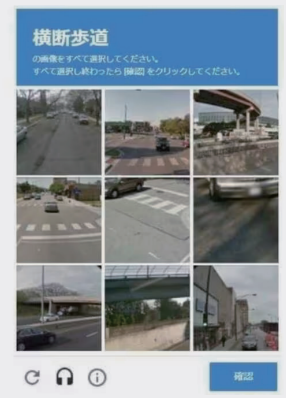 横断歩道
の画像をすべて選択してください。
すべて選択し終わったら [確認] をクリックしてください。
確認